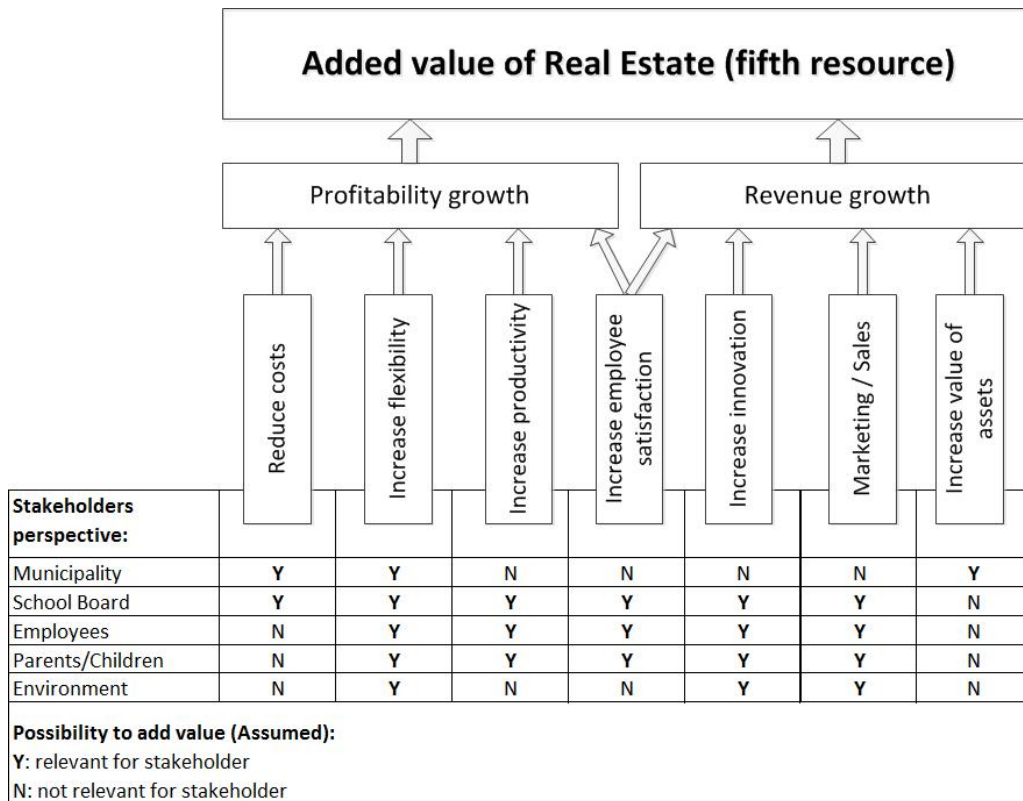 Added value of Real Estate (fifth resource)
Profitability growth
Revenue growth
Reduce costs
Increase flexibility
Increase productivity
Increase employee
satisfaction
Increase innovation
Marketing / Sales
Increase value of
assets
Stakeholders
perspective:
Municipality Y Y N N N N Y
School Board Y Y Y Y Y Y N
Employees N Y Y Y Y Y N
Parents/Children N Y Y Y Y Y N
Environment N Y N N Y Y N
Possibility to add value (Assumed):
Y: relevant for stakeholder
N: not relevant for stakeholder